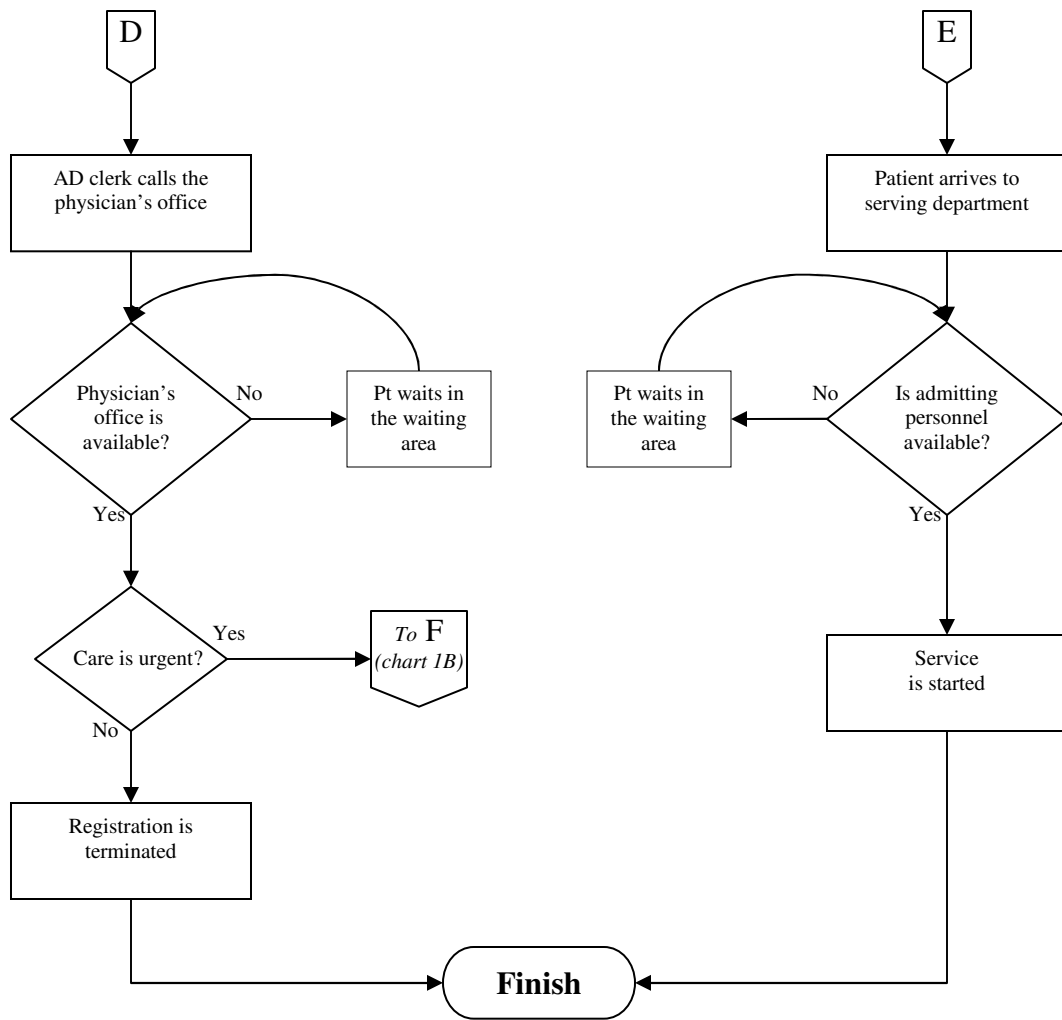 D
AD clerk calls the
physician's office
Physician's
office is
available?
No
Pt waits in
the waiting
area
Yes
Care is urgent?
Yes
To F
(chart 1B)
No
Registration is
terminated
E
Patient arrives to
serving department
Is admitting
personnel
available?
No
Pt waits in
the waiting
area
Yes
Service
is started
Finish